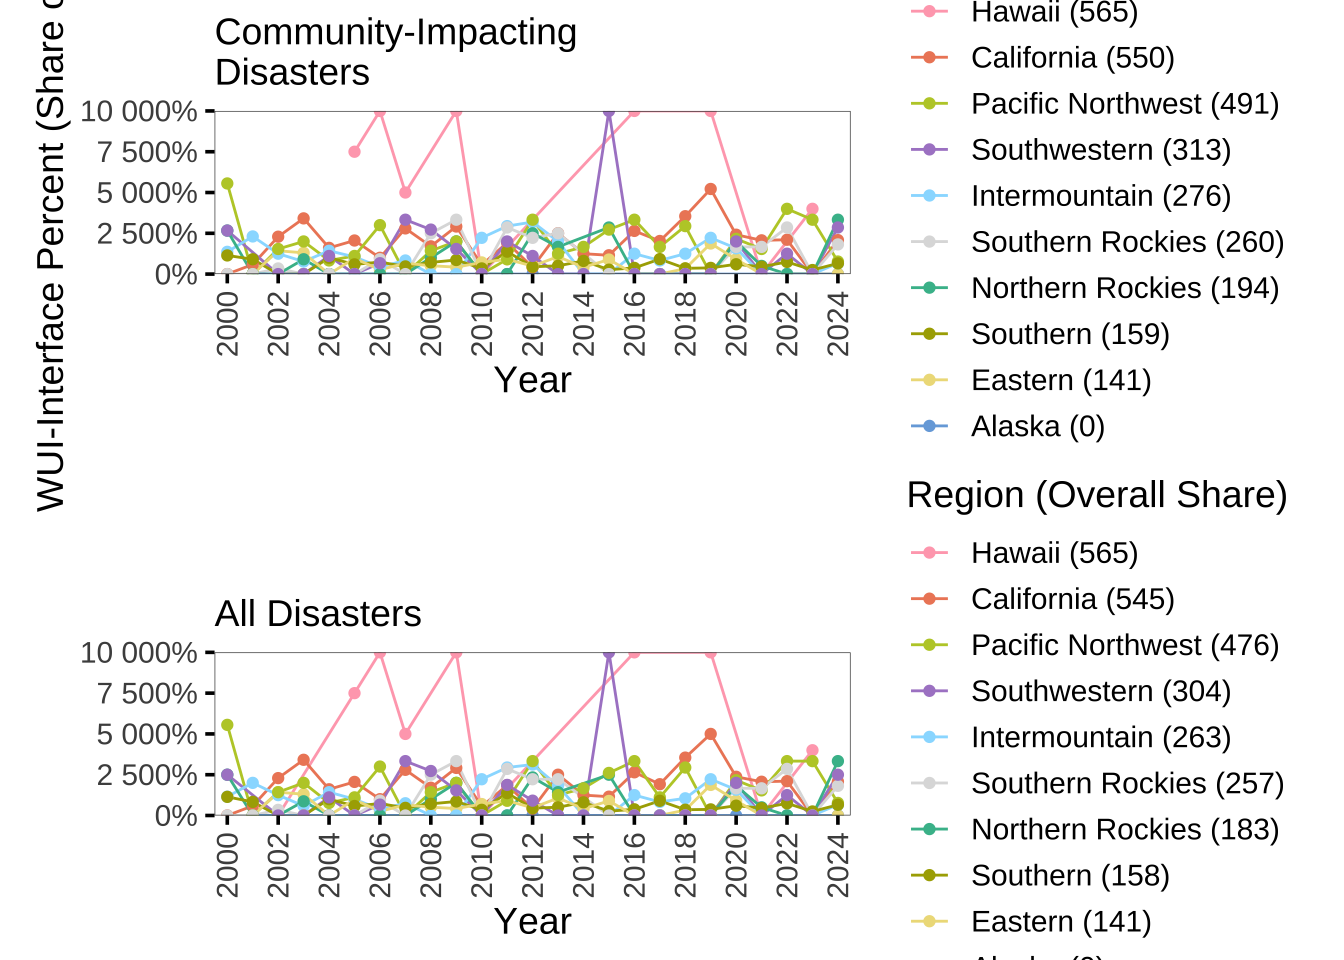 WUI-Interface Percent (Share
Community-Impacting
Disasters
10 000%
7 500%
5 000%
2 500%
0%
2000
2002
2004
2006
2008
2010
2012
2014
2016
2018
2020
2022
2024
Year
Hawaii (565)
California (550)
Pacific Northwest (491)
Southwestern (313)
Intermountain (276)
Southern Rockies (260)
Northern Rockies (194)
Southern (159)
Eastern (141)
Alaska (0)
All Disasters
10 000%
7 500%
5 000%
2 500%
0%
2000
2002
2004
2006
2008
2010
2012
2014
2016
2018
2020
2022
2024
Year
Region (Overall Share)
Hawaii (565)
California (545)
Pacific Northwest (476)
Southwestern (304)
Intermountain (263)
Southern Rockies (257)
Northern Rockies (183)
Southern (158)
Eastern (141)